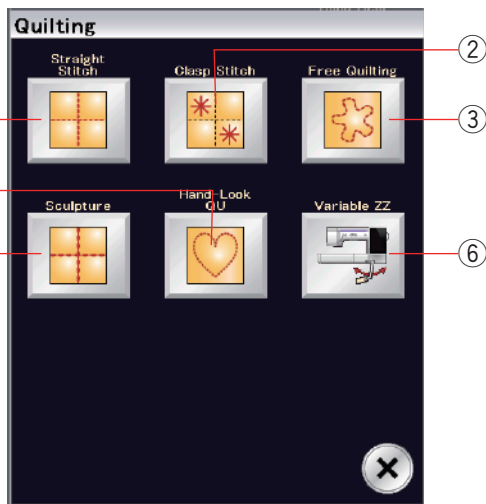 Quilting
Straight
Stitch
Clasp Stitch
Free Quilting
Sculpture
Hand-Look
QU
Variable ZZ
2
3
6